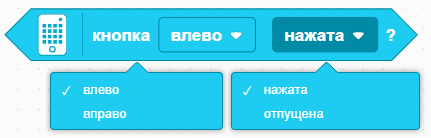 кнопка влево нажата ?
влево нажата
вправо отпущена